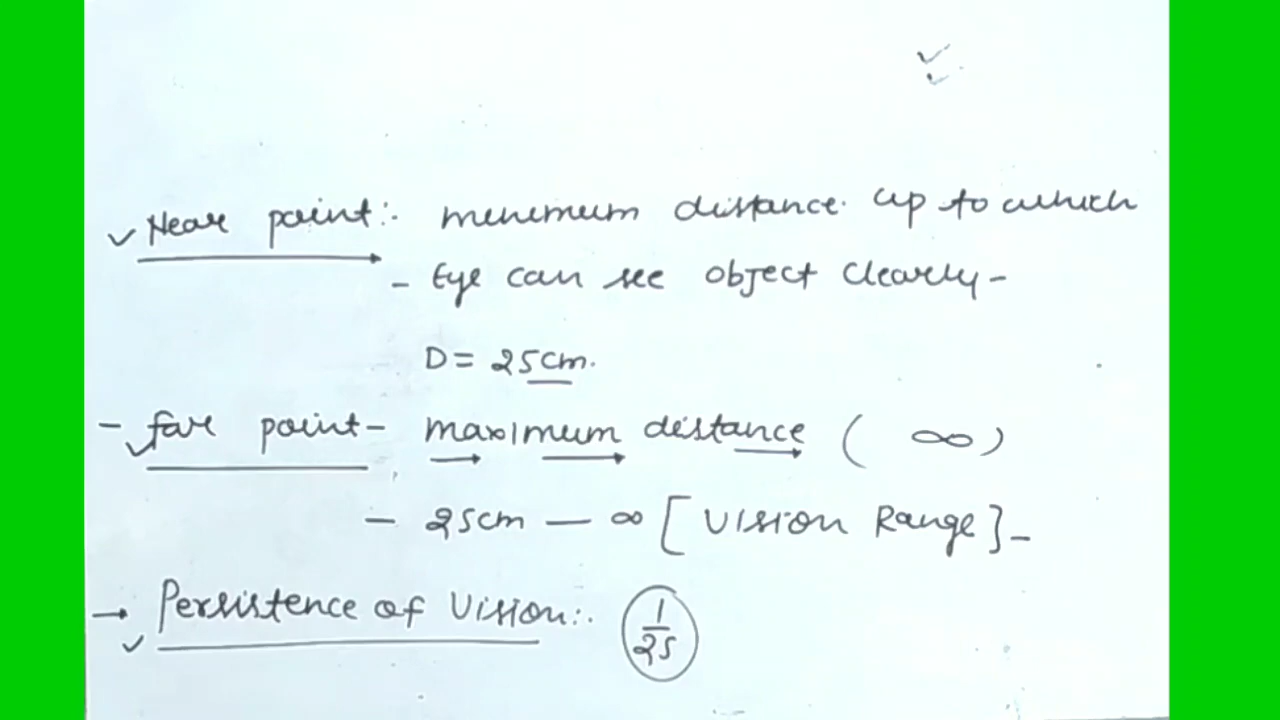 Near point:- minimum distance up to which
- Eye can see object clearly -
D = 25cm.
- far point - maximum distance ( ∞ )
- 25cm — ∞ [ Vision Range ] -
→ Persistence of Vision:- 1/25